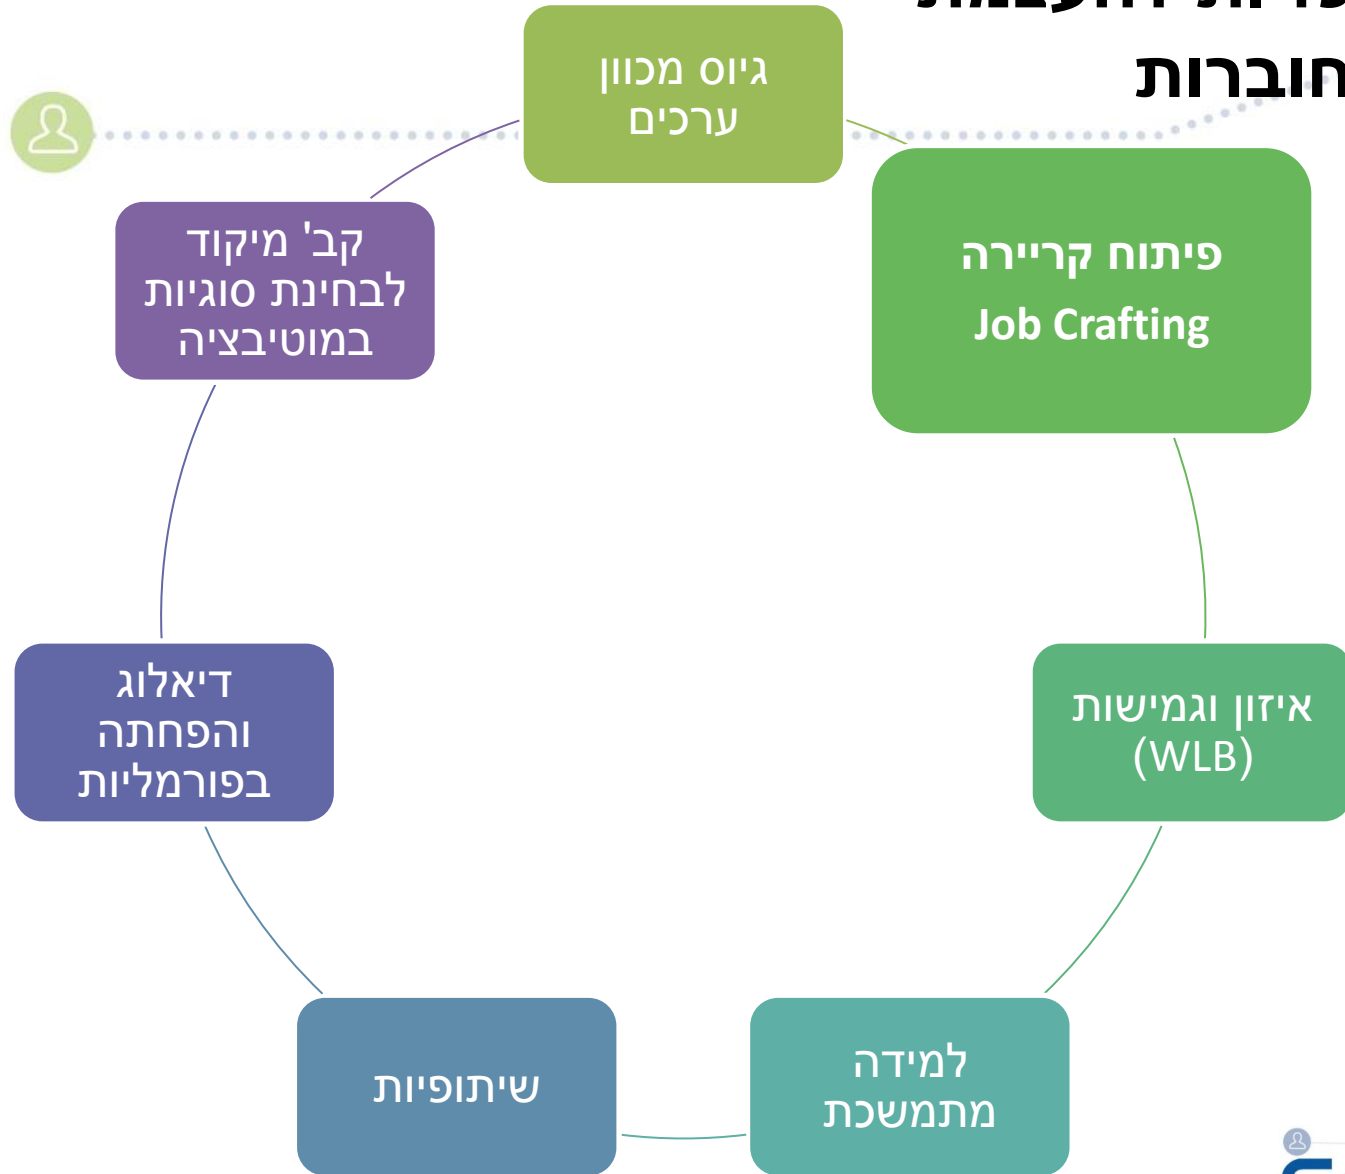 חוברות
גיוס מכוון
ערכים
פיתוח קריירה
Job Crafting
איזון וגמישות
(WLB)
למידה
מתמשכת
שיתופיות
דיאלוג
והפחתה
בפורמליות
קב' מיקוד
לבחינת סוגיות
במוטיבציה